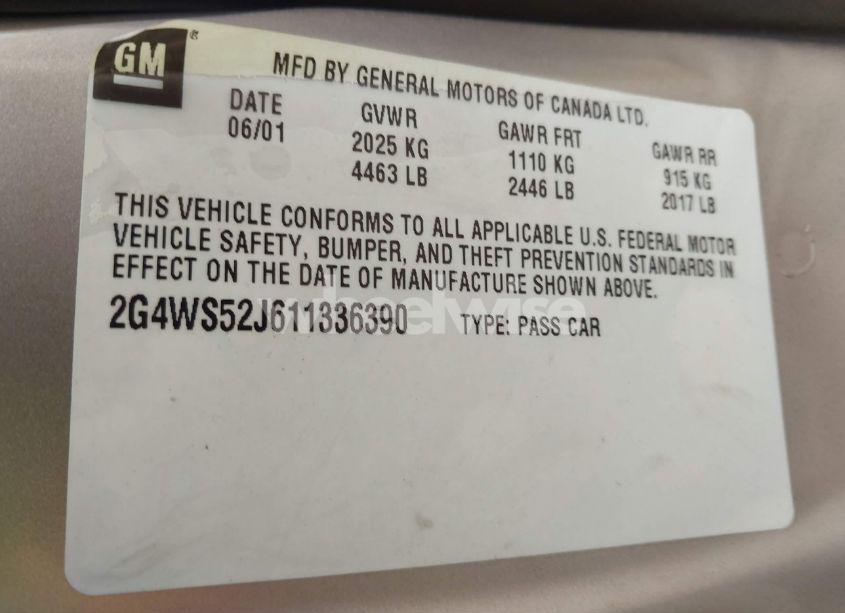 GM
MFD BY GENERAL MOTORS OF CANADA LTD.
DATE GVWR GAWR FRT GAWR RR
06/01 2025 KG 1110 KG 915 KG
4463 LB 2446 LB 2017 LB
THIS VEHICLE CONFORMS TO ALL APPLICABLE U.S. FEDERAL MOTOR
VEHICLE SAFETY, BUMPER, AND THEFT PREVENTION STANDARDS IN
EFFECT ON THE DATE OF MANUFACTURE SHOWN ABOVE.
2G4WS52J611336390 TYPE: PASS CAR